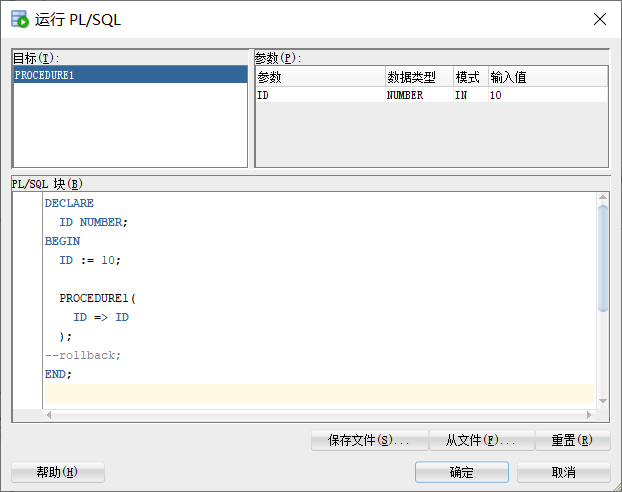 运行 PL/SQL
目标(T):
PROCEDURE1
参数(P):
参数 数据类型 模式 输入值
ID NUMBER IN 10
PL/SQL 块(B)
DECLARE
  ID NUMBER;
BEGIN
  ID := 10;

  PROCEDURE1(
    ID => ID
  );
--rollback;
END;
保存文件(S)... 从文件(F)... 重置(R)
帮助(H) 确定 取消